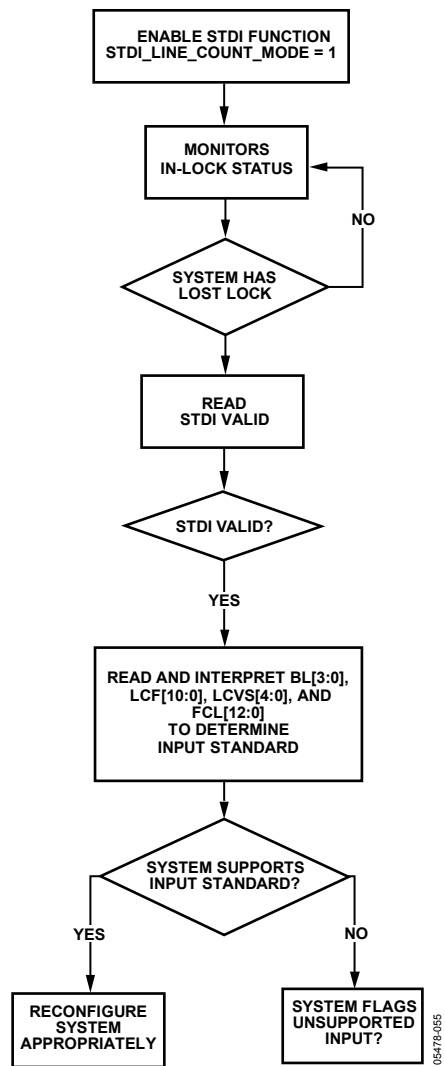 ENABLE STDI FUNCTION
STDI_LINE_COUNT_MODE = 1
MONITORS
IN-LOCK STATUS
NO
SYSTEM HAS
LOST LOCK
READ
STDI VALID
STDI VALID?
YES
READ AND INTERPRET BL[3:0],
LCF[10:0], LCVS[4:0], AND
FCL[12:0]
TO DETERMINE
INPUT STANDARD
SYSTEM SUPPORTS
INPUT STANDARD?
YES
NO
RECONFIGURE
SYSTEM
APPROPRIATELY
SYSTEM FLAGS
UNSUPPORTED
INPUT?
05478-055